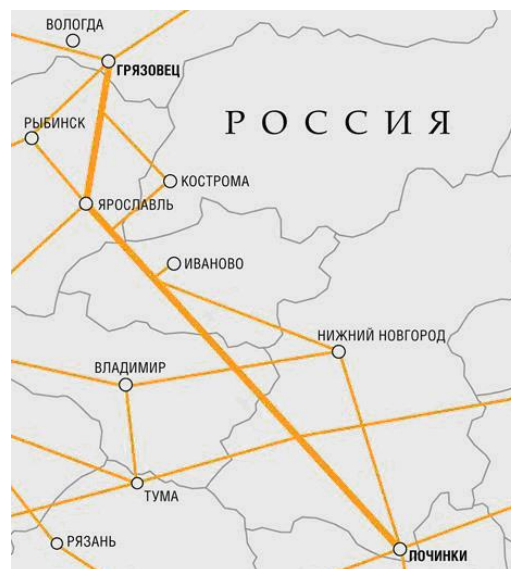 ВОЛОГДА
ГРЯЗОВЕЦ
РОССИЯ
РЫБИНСК
КОСТРОМА
ЯРОСЛАВЛЬ
ИВАНОВО
НИЖНИЙ НОВГОРОД
ВЛАДИМИР
ТУМА
РЯЗАНЬ
ПОЧИНКИ